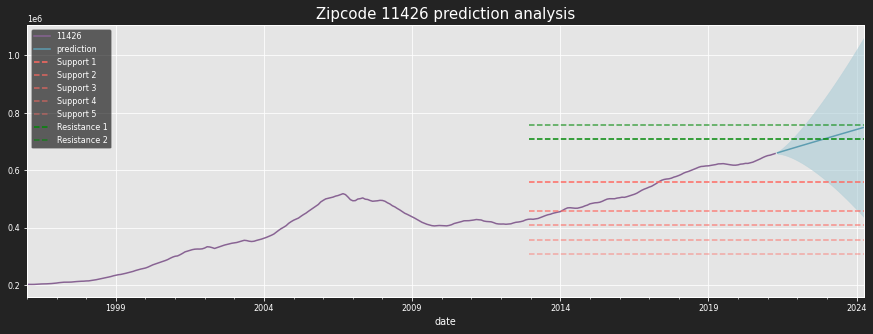 Zipcode 11426 prediction analysis
1e6
11426
prediction
Support 1
Support 2
Support 3
Support 4
Support 5
Resistance 1
Resistance 2
1.0
0.8
0.6
0.4
0.2
1999 2004 2009 2014 2019 2024
date